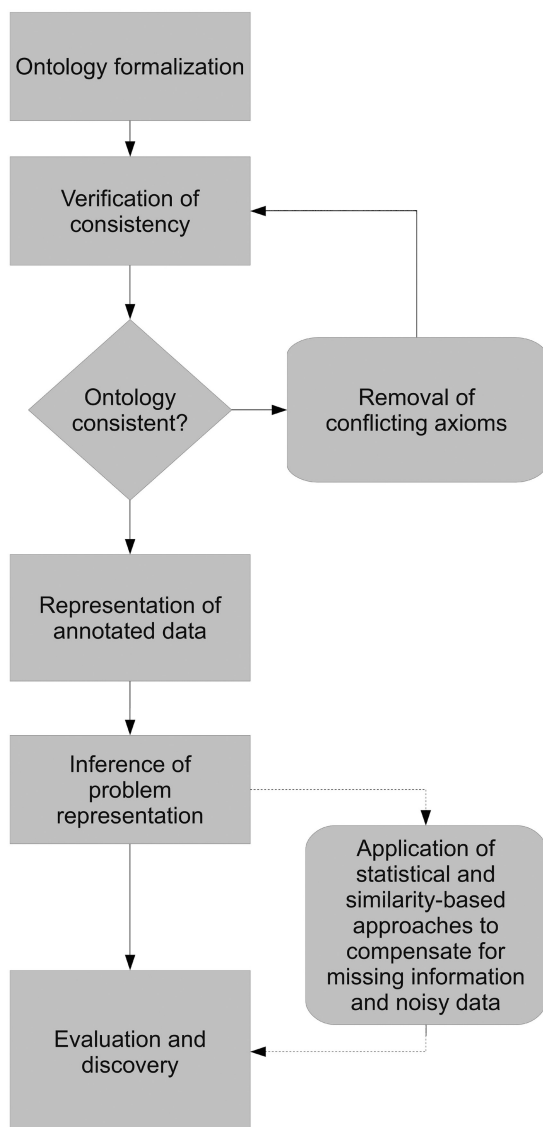 Ontology formalization
Verification of
consistency
Ontology
consistent?
Removal of
conflicting axioms
Representation of
annotated data
Inference of
problem
representation
Application of
statistical and
similarity-based
approaches to
compensate for
missing information
and noisy data
Evaluation and
discovery